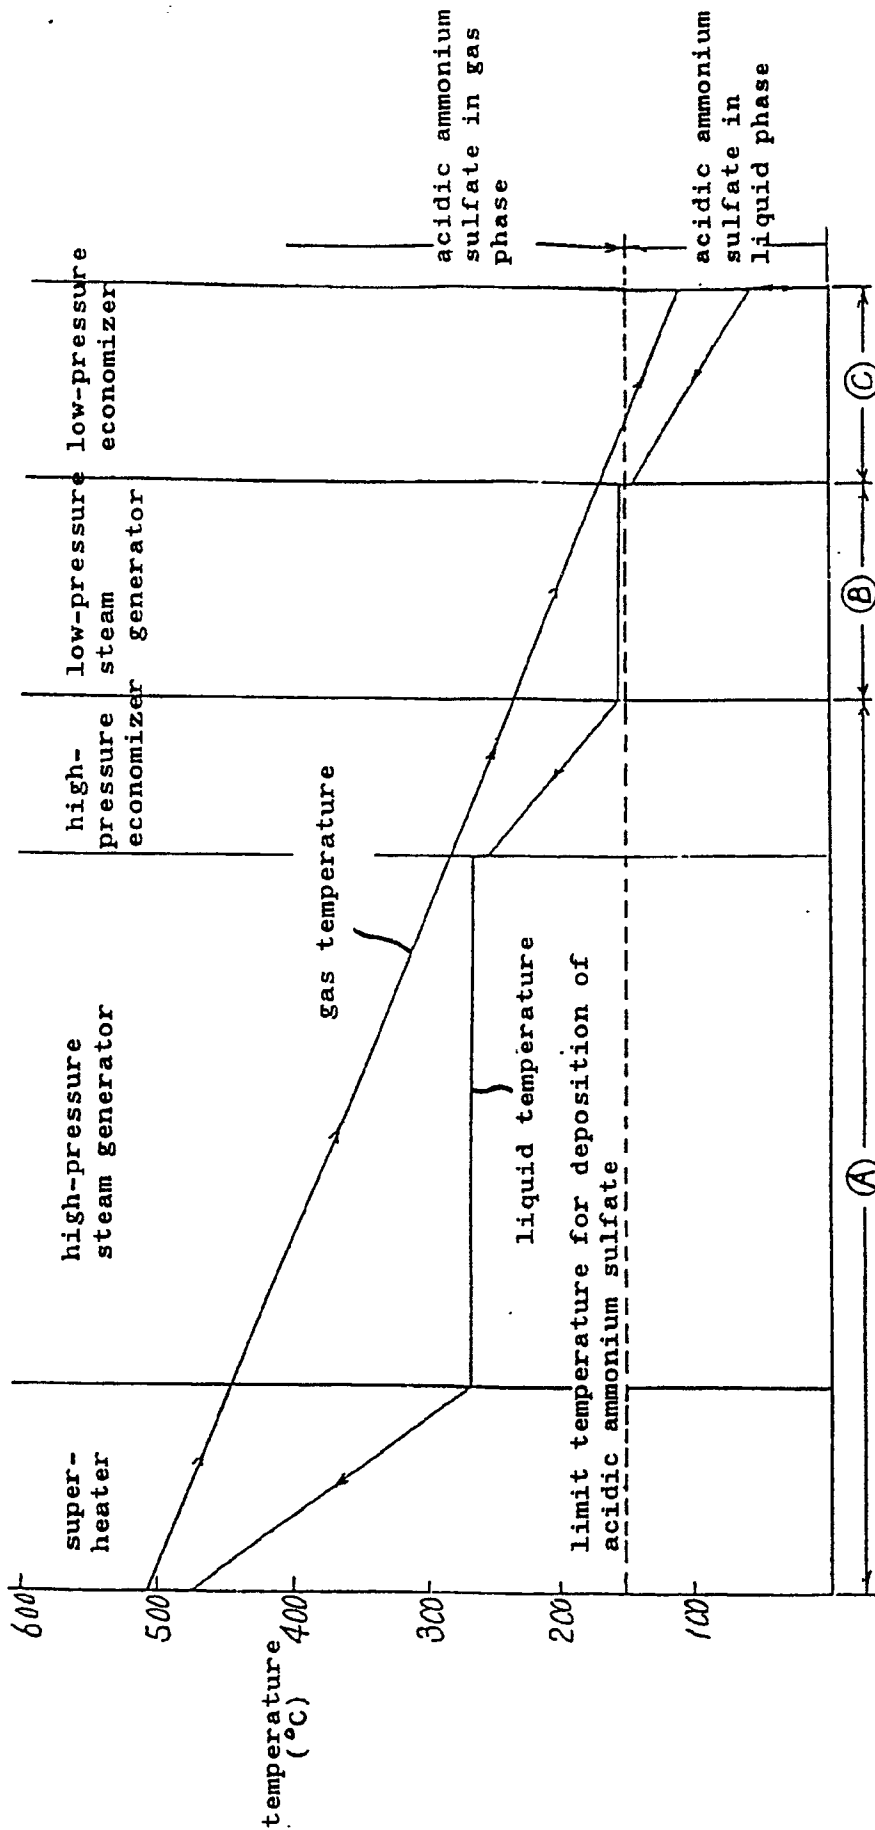 super-
heater
high-pressure
steam generator
high-
pressure
economizer
low-pressure
steam
generator
low-pressure
economizer
600
500
400
300
200
100
temperature
(°C)
gas temperature
liquid temperature
limit temperature for deposition of
acidic ammonium sulfate
acidic ammonium
sulfate in gas
phase
acidic ammonium
sulfate in
liquid phase
A
B
C